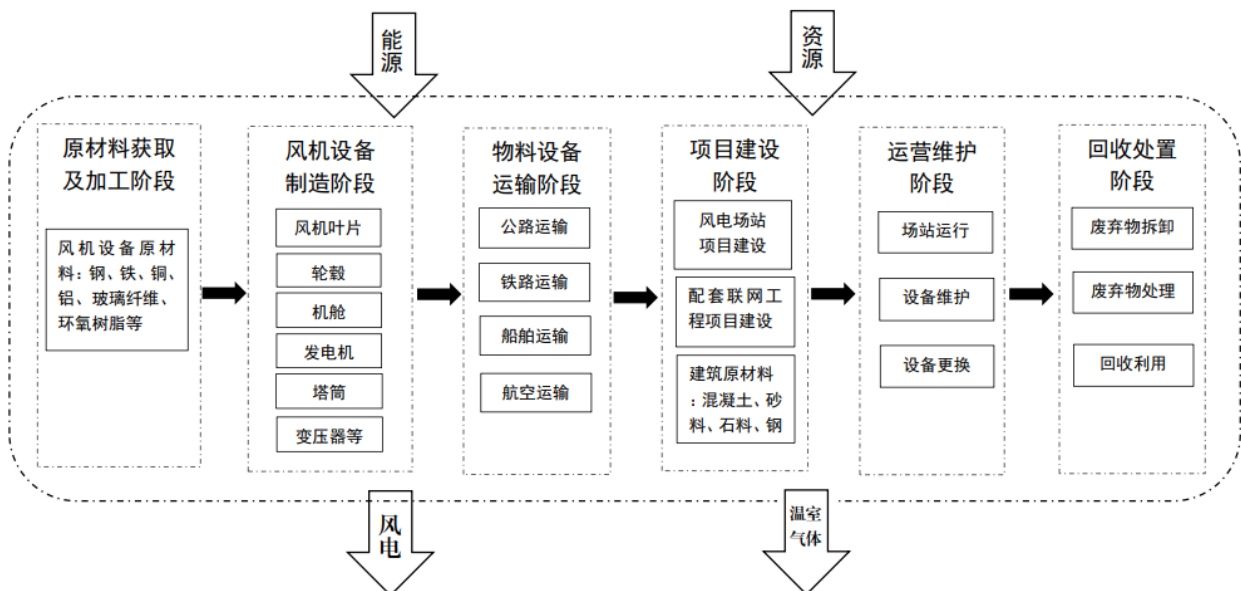 能
源
资
源
原材料获取
及加工阶段
风机设备原材
料：钢、铁、铜、
铝、玻璃纤维、
环氧树脂等
风机设备
制造阶段
风机叶片
轮毂
机舱
发电机
塔筒
变压器等
物料设备
运输阶段
公路运输
铁路运输
船舶运输
航空运输
项目建设
阶段
风电场站
项目建设
配套联网工
程项目建设
建筑原材料
：混凝土、砂
料、石料、钢
运营维护
阶段
场站运行
设备维护
设备更换
回收处置
阶段
废弃物拆卸
废弃物处理
回收利用
风
电
温室
气体